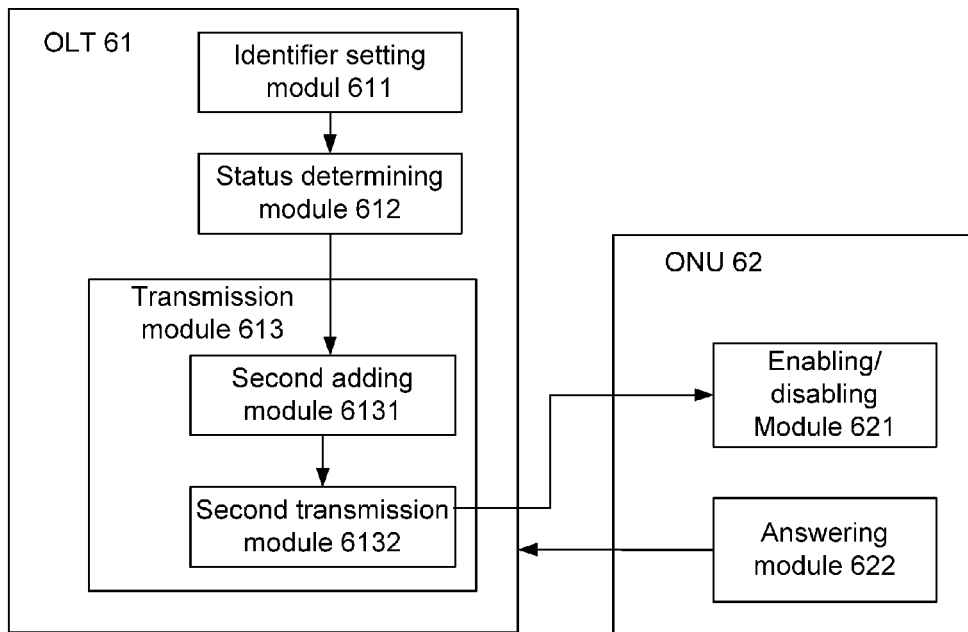 OLT 61
Identifier setting
modul 611
Status determining
module 612
Transmission
module 613
Second adding
module 6131
Second transmission
module 6132
ONU 62
Enabling/
disabling
Module 621
Answering
module 622